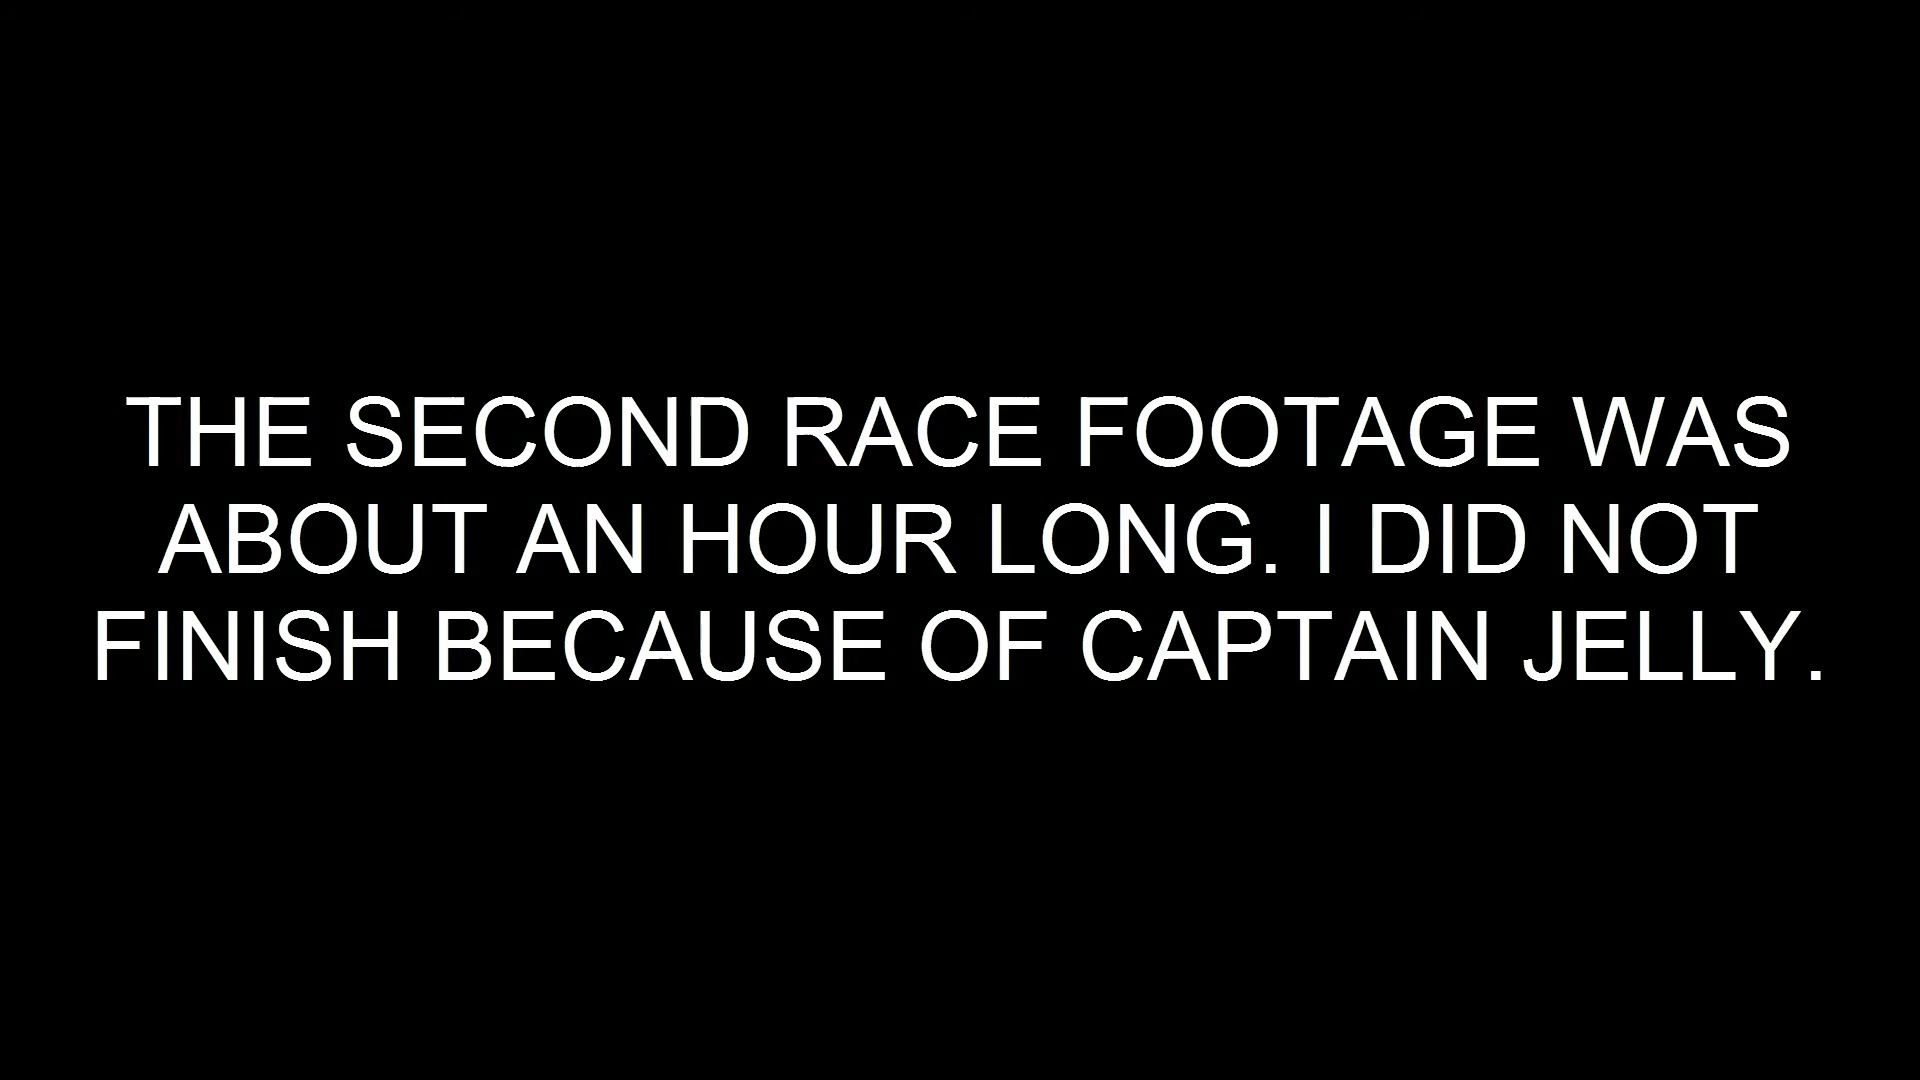 THE SECOND RACE FOOTAGE WAS
ABOUT AN HOUR LONG. I DID NOT
FINISH BECAUSE OF CAPTAIN JELLY.